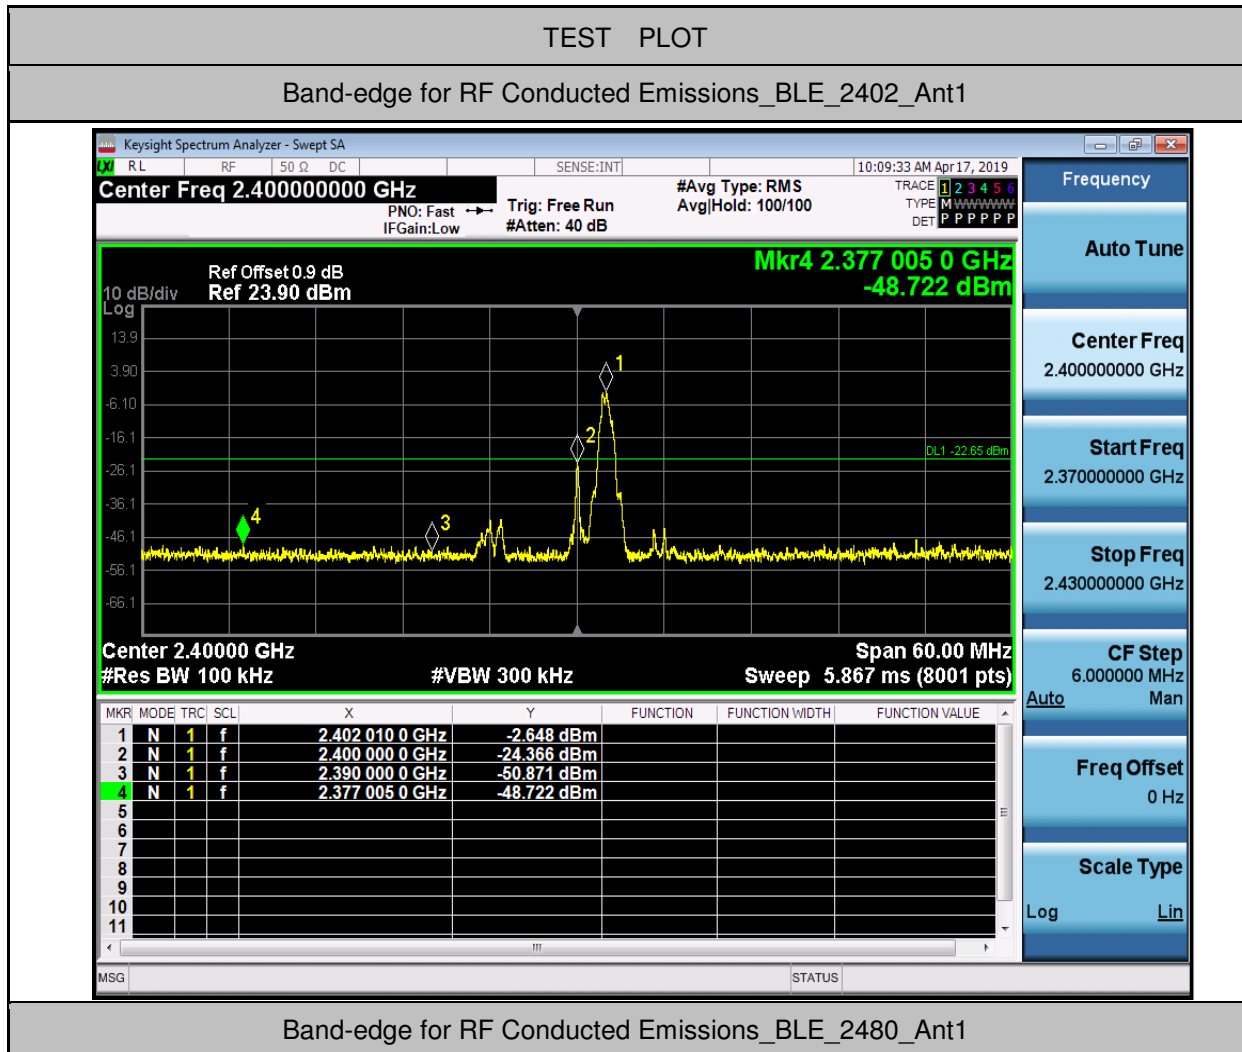 TEST PLOT
Band-edge for RF Conducted Emissions_BLE_2402_Ant1
Keysight Spectrum Analyzer - Swept SA
LXI RL RF 50 Ω DC SENSE:INT 10:09:33 AM Apr 17, 2019
Center Freq 2.400000000 GHz
PNO: Fast
IFGain:Low
Trig: Free Run
#Atten: 40 dB
#Avg Type: RMS
Avg|Hold: 100/100
TRACE 1 2 3 4 5 6
TYPE M WWWWW
DET P P P P P P
Frequency
Mkr4 2.377 005 0 GHz
-48.722 dBm
Ref Offset 0.9 dB
10 dB/div Ref 23.90 dBm
Log
13.9
3.90
-6.10
-16.1
-26.1
-36.1
-46.1
-56.1
-66.1
1
2
3
4
DL1 -22.65 dBm
Center 2.40000 GHz Span 60.00 MHz
#Res BW 100 kHz #VBW 300 kHz Sweep 5.867 ms (8001 pts)
MKR MODE TRC SCL X Y FUNCTION FUNCTION WIDTH FUNCTION VALUE
1 N 1 f 2.402 010 0 GHz -2.648 dBm
2 N 1 f 2.400 000 0 GHz -24.366 dBm
3 N 1 f 2.390 000 0 GHz -50.871 dBm
4 N 1 f 2.377 005 0 GHz -48.722 dBm
5
6
7
8
9
10
11
MSG STATUS
Auto Tune
Center Freq
2.400000000 GHz
Start Freq
2.370000000 GHz
Stop Freq
2.430000000 GHz
CF Step
6.000000 MHz
Auto Man
Freq Offset
0 Hz
Scale Type
Log Lin
Band-edge for RF Conducted Emissions_BLE_2480_Ant1